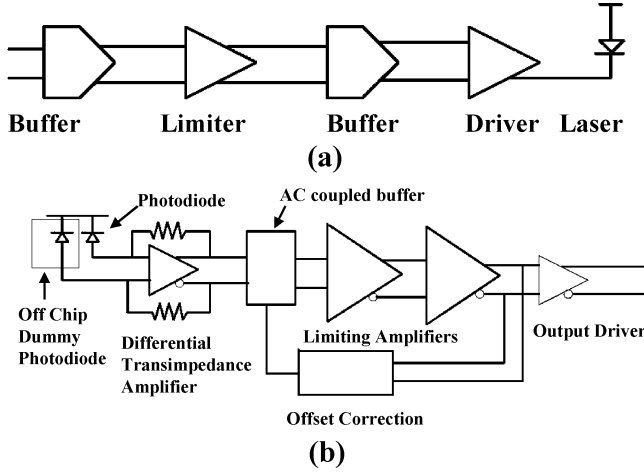 Buffer Limiter Buffer Driver Laser
(a)
AC coupled buffer
Photodiode
Off Chip
Dummy
Photodiode
Differential
Transimpedance
Amplifier
Limiting Amplifiers
Output Driver
Offset Correction
(b)